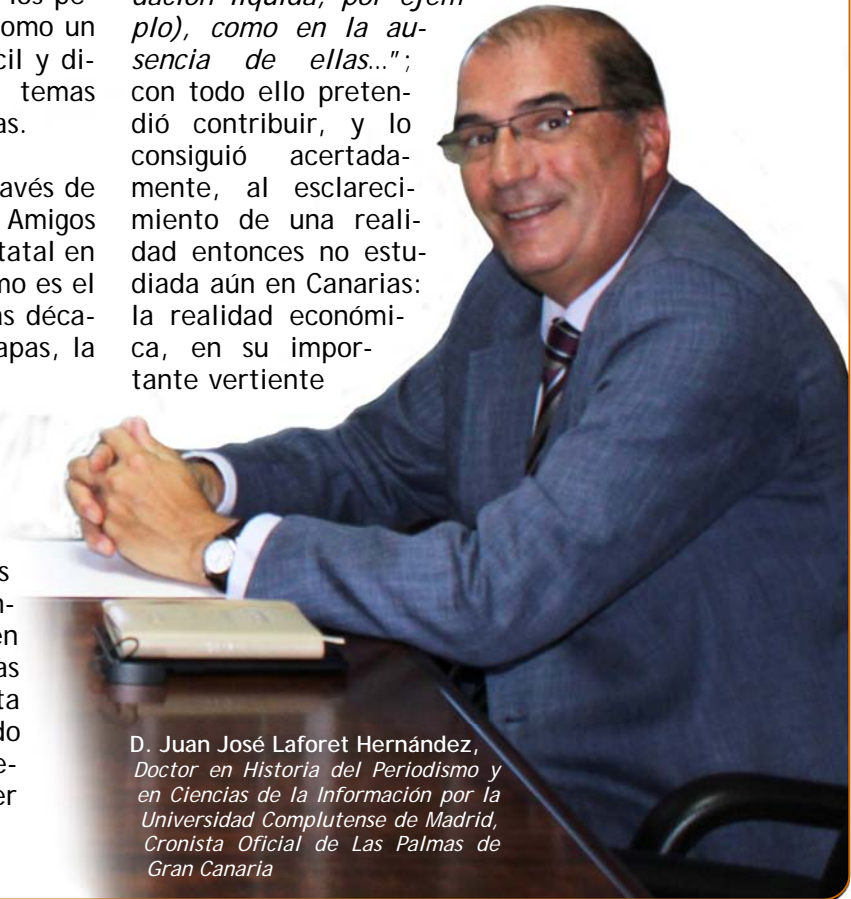 los pe-
omo un
cil y di-
temas
as.
avés de
Amigos
tatal en
mo es el
as déca-
apas, la
s
n-
en
as
ta
do
e-
er
dación líquida, por ejem
plo), como en la au-
sencia de ellas...";
con todo ello preten-
dió contribuir, y lo
consiguió acertada-
mente, al esclareci-
miento de una reali-
dad entonces no estu-
diada aún en Canarias:
la realidad económi-
ca, en su impor-
tante vertiente
D. Juan José Laforet Hernández,
Doctor en Historia del Periodismo y
en Ciencias de la Información por la
Universidad Complutense de Madrid,
Cronista Oficial de Las Palmas de
Gran Canaria